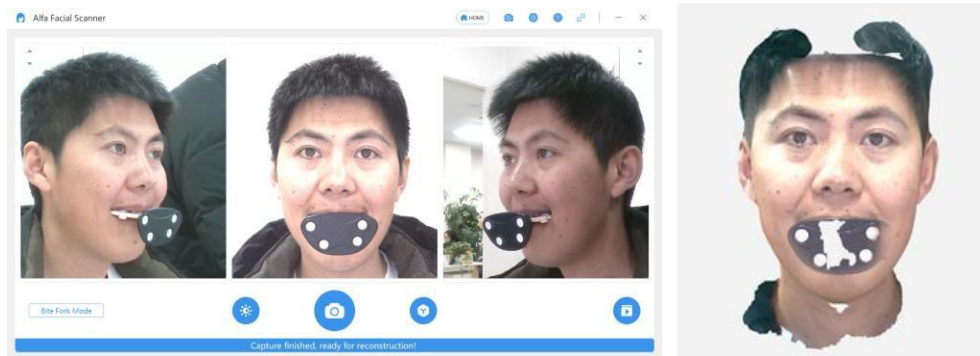 Alfa Facial Scanner
HOME
Bite Fork Mode
Capture finished, ready for reconstruction!